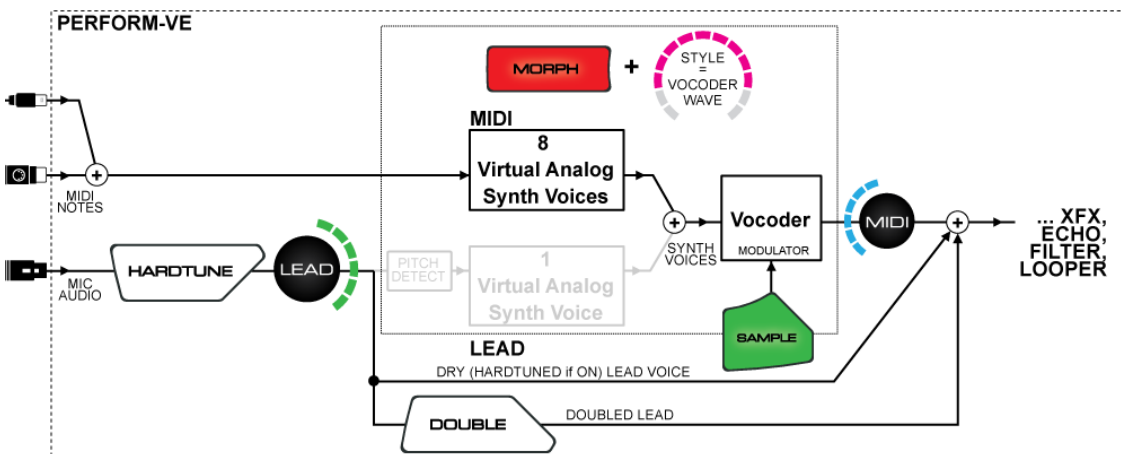 PERFORM-VE
MORPH
+
STYLE
=
VOCODER
WAVE
MIDI
8
Virtual Analog
Synth Voices
+
MIDI
NOTES
+
SYNTH
VOICES
Vocoder
MODULATOR
MIDI
+
... XFX,
ECHO,
FILTER,
LOOPER
MIC
AUDIO
HARDTUNE
LEAD
PITCH
DETECT
1
Virtual Analog
Synth Voice
SAMPLE
LEAD
DRY (HARDTUNED if ON) LEAD VOICE
DOUBLE
DOUBLED LEAD